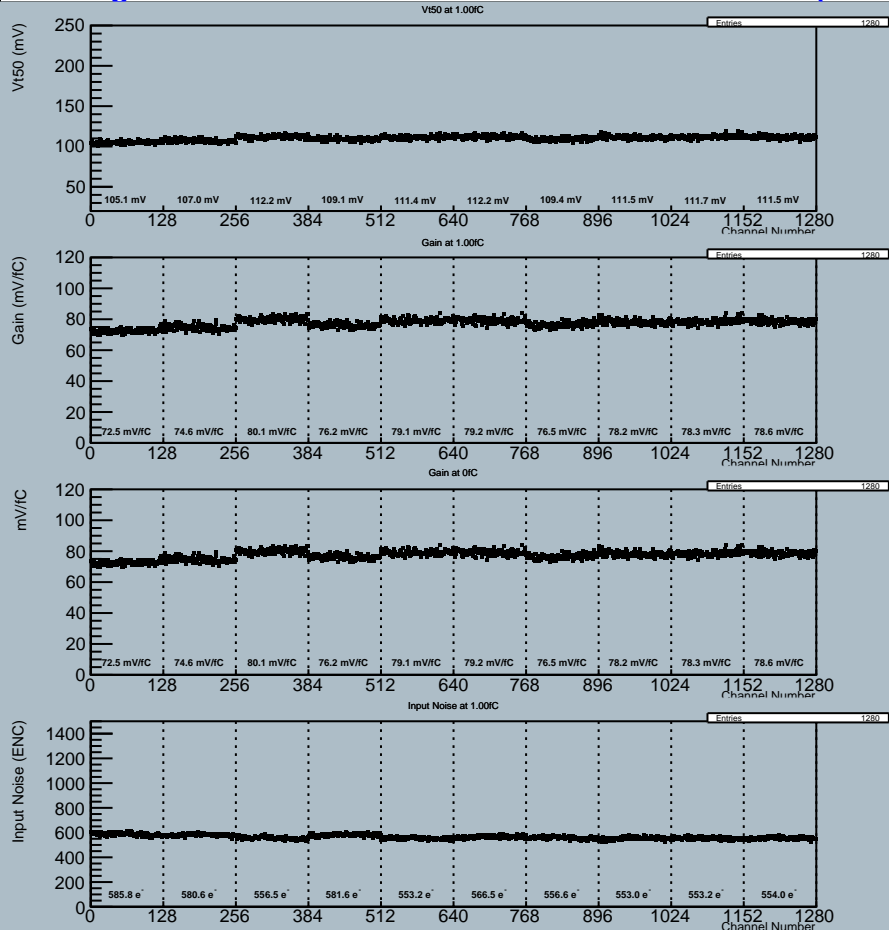 Vt50 at 1.00fC
Entries 1280
Vt50 (mV)
250
200
150
100
50
105.1 mV 107.0 mV 112.2 mV 109.1 mV 111.4 mV 112.2 mV 109.4 mV 111.5 mV 111.7 mV 111.5 mV
0 128 256 384 512 640 768 896 1024 1152 1280
Channel Number
Gain at 1.00fC
Entries 1280
Gain (mV/fC)
120
100
80
60
40
20
0
72.5 mV/fC 74.6 mV/fC 80.1 mV/fC 76.2 mV/fC 79.1 mV/fC 79.2 mV/fC 76.5 mV/fC 78.2 mV/fC 78.3 mV/fC 78.6 mV/fC
0 128 256 384 512 640 768 896 1024 1152 1280
Channel Number
Gain at 0fC
Entries 1280
mV/fC
120
100
80
60
40
20
0
72.5 mV/fC 74.6 mV/fC 80.1 mV/fC 76.2 mV/fC 79.1 mV/fC 79.2 mV/fC 76.5 mV/fC 78.2 mV/fC 78.3 mV/fC 78.6 mV/fC
0 128 256 384 512 640 768 896 1024 1152 1280
Channel Number
Input Noise at 1.00fC
Entries 1280
Input Noise (ENC)
1400
1200
1000
800
600
400
200
0
585.8 e⁻ 580.6 e⁻ 556.5 e⁻ 581.6 e⁻ 553.2 e⁻ 566.5 e⁻ 556.6 e⁻ 553.0 e⁻ 553.2 e⁻ 554.0 e⁻
0 128 256 384 512 640 768 896 1024 1152 1280
Channel Number